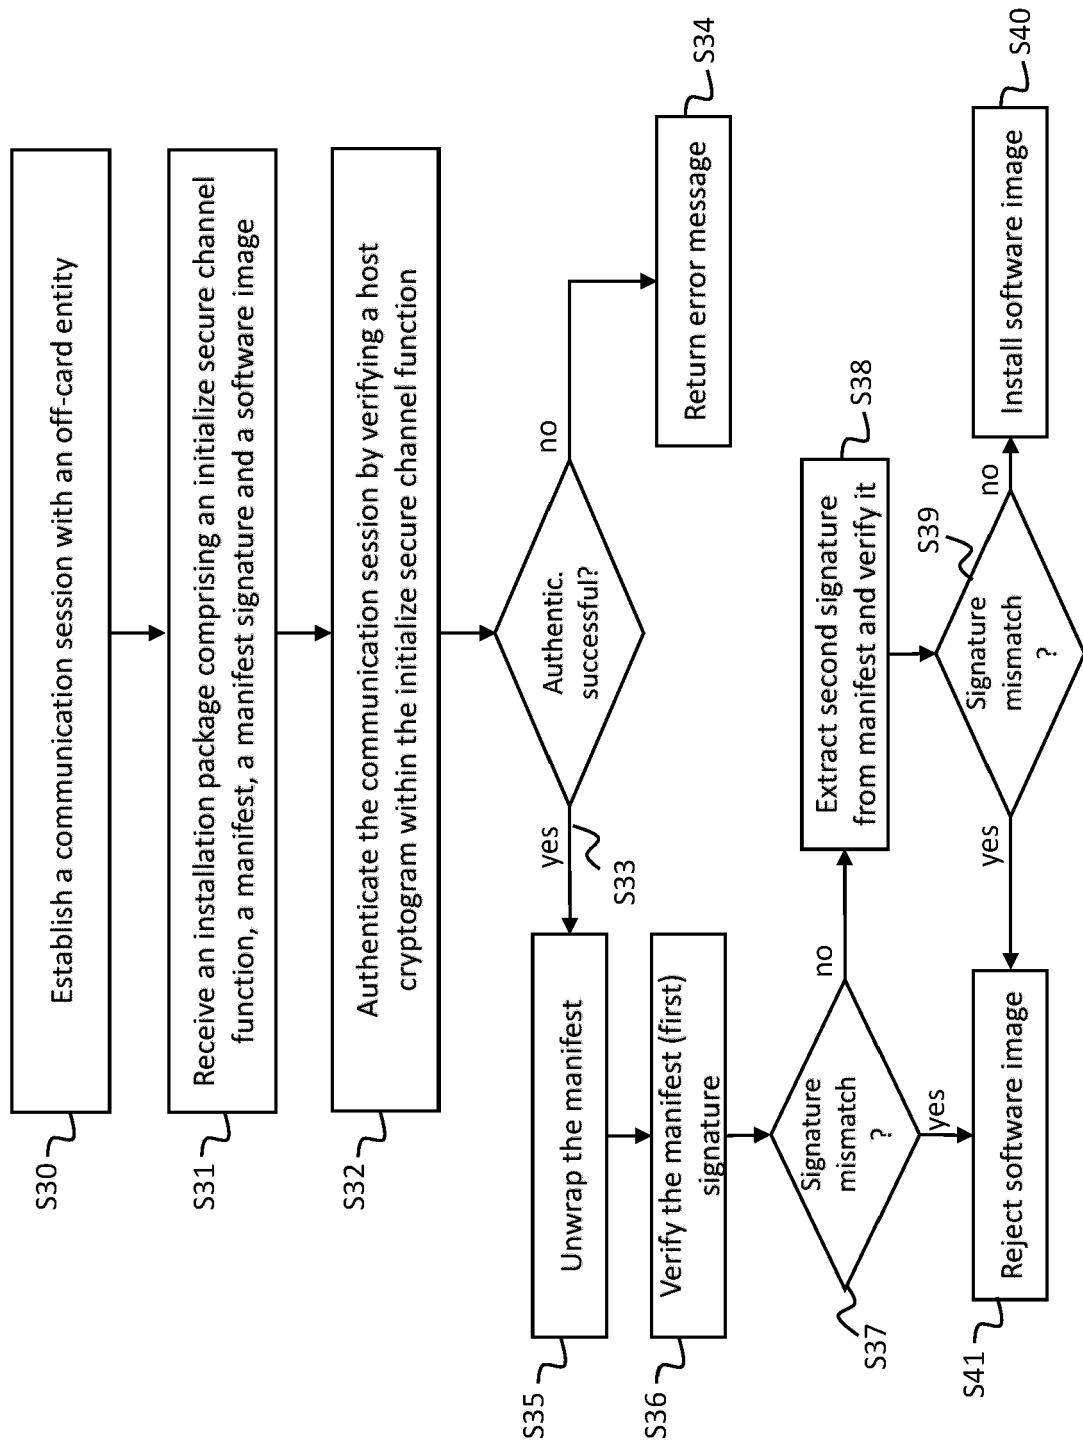 S30
Establish a communication session with an off-card entity
S31
Receive an installation package comprising an initialize secure channel
function, a manifest, a manifest signature and a software image
S32
Authenticate the communication session by verifying a host
cryptogram within the initialize secure channel function
Authentic.
successful?
yes
S33
no
Return error message
S34
S35
Unwrap the manifest
S36
Verify the manifest (first)
signature
S37
Signature
mismatch
?
no
yes
Extract second signature
from manifest and verify it
S38
S39
Signature
mismatch
?
yes
no
S41
Reject software image
Install software image
S40